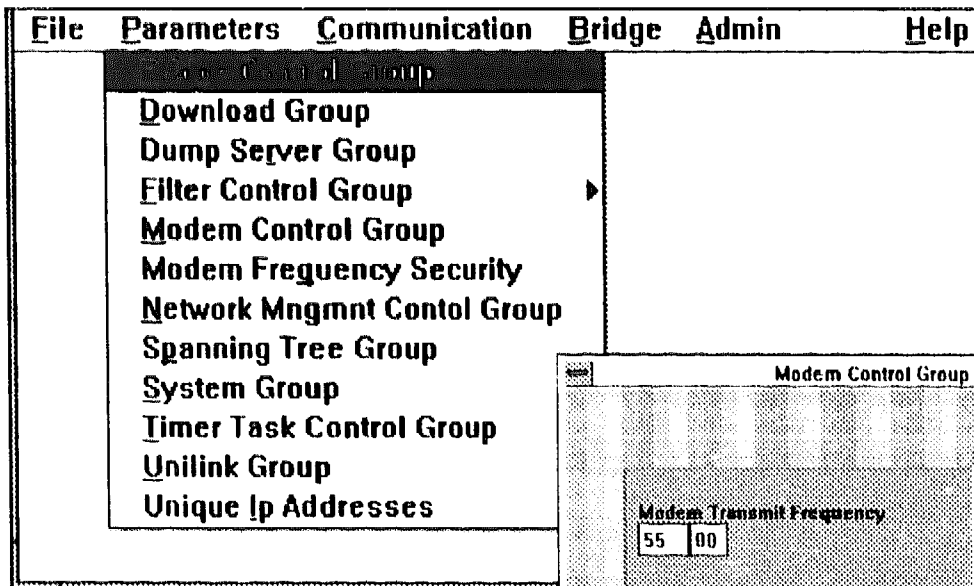 File Parameters Communication Bridge Admin Help
Group
Download Group
Dump Server Group
Filter Control Group
Modem Control Group
Modem Freguency Security
Network Mngmnt Contol Group
Spanning Tree Group
System Group
Timer Task Control Group
Unilink Group
Unique Ip Addresses
Modem Control Group
Modem Transmit Frequency
55 00